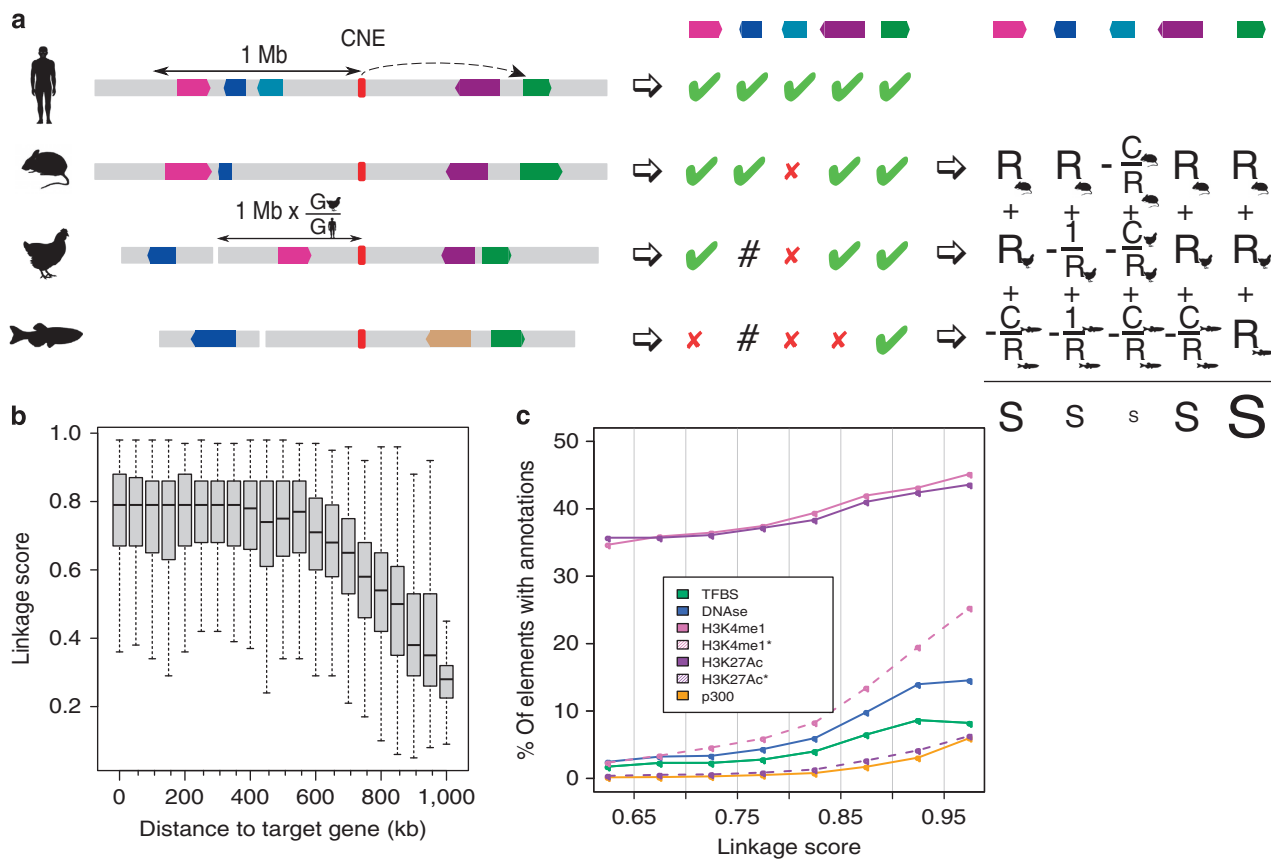 a
1 Mb
CNE
✔ ✔ ✔ ✔ ✔
✔ ✔ ✘ ✔ ✔
R R - C/R R R
+ + + + +
1 Mb x G/G
✔ # ✘ ✔ ✔
R - 1/R - C/R R R
+ + + + +
✘ # ✘ ✘ ✔
- C/R - 1/R - C/R - C/R R
S S S S S
b
Linkage score
1.0
0.8
0.6
0.4
0.2
0 200 400 600 800 1,000
Distance to target gene (kb)
c
% Of elements with annotations
50
40
30
20
10
0
TFBS
DNAse
H3K4me1
H3K4me1*
H3K27Ac
H3K27Ac*
p300
0.65 0.75 0.85 0.95
Linkage score